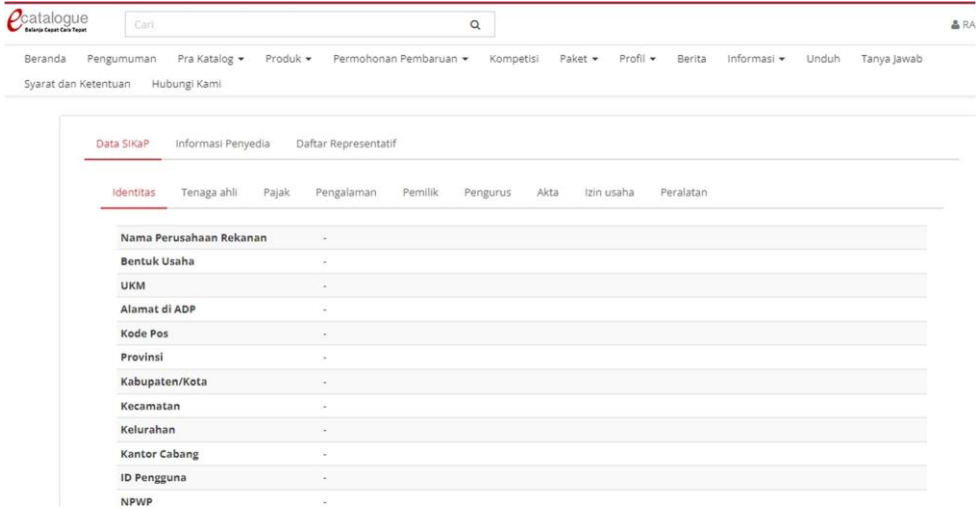 ecatalogue
Belanja Cepat Cara Tepat
Cari
RA
Beranda Pengumuman Pra Katalog Produk Permohonan Pembaruan Kompetisi Paket Profil Berita Informasi Unduh Tanya Jawab
Syarat dan Ketentuan Hubungi Kami
Data SIKaP Informasi Penyedia Daftar Representatif
Identitas Tenaga ahli Pajak Pengalaman Pemilik Pengurus Akta Izin usaha Peralatan
Nama Perusahaan Rekanan -
Bentuk Usaha -
UKM -
Alamat di ADP -
Kode Pos -
Provinsi -
Kabupaten/Kota -
Kecamatan -
Kelurahan -
Kantor Cabang -
ID Pengguna -
NPWP -